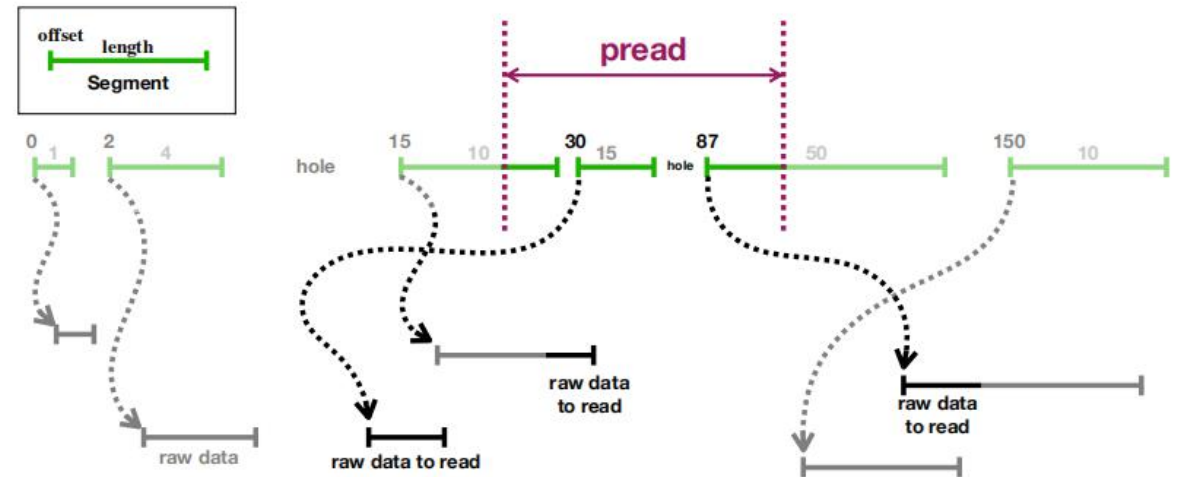 offset
length
Segment
pread
0
1
2
4
hole
15
10
30
15
hole
87
50
150
10
raw data
to read
raw data
to read
raw data
raw data to read